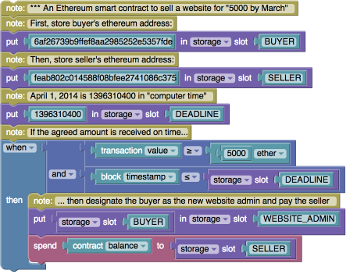 note: *** An Ethereum smart contract to sell a website for "5000 by March"
note: First, store buyer's ethereum address:
put 6af26739b9ffef8aa2985252e5357fde in storage slot BUYER
note: Then, store seller's ethereum address:
put feab802c014588f08bfee2741086c375 in storage slot SELLER
note: April 1, 2014 is 1396310400 in "computer time"
put 1396310400 in storage slot DEADLINE
note: If the agreed amount is received on time...
when transaction value ≥ 5000 ether
and block timestamp ≤ storage slot DEADLINE
then note: ... then designate the buyer as the new website admin and pay the seller
put storage slot BUYER in storage slot WEBSITE_ADMIN
spend contract balance to storage slot SELLER